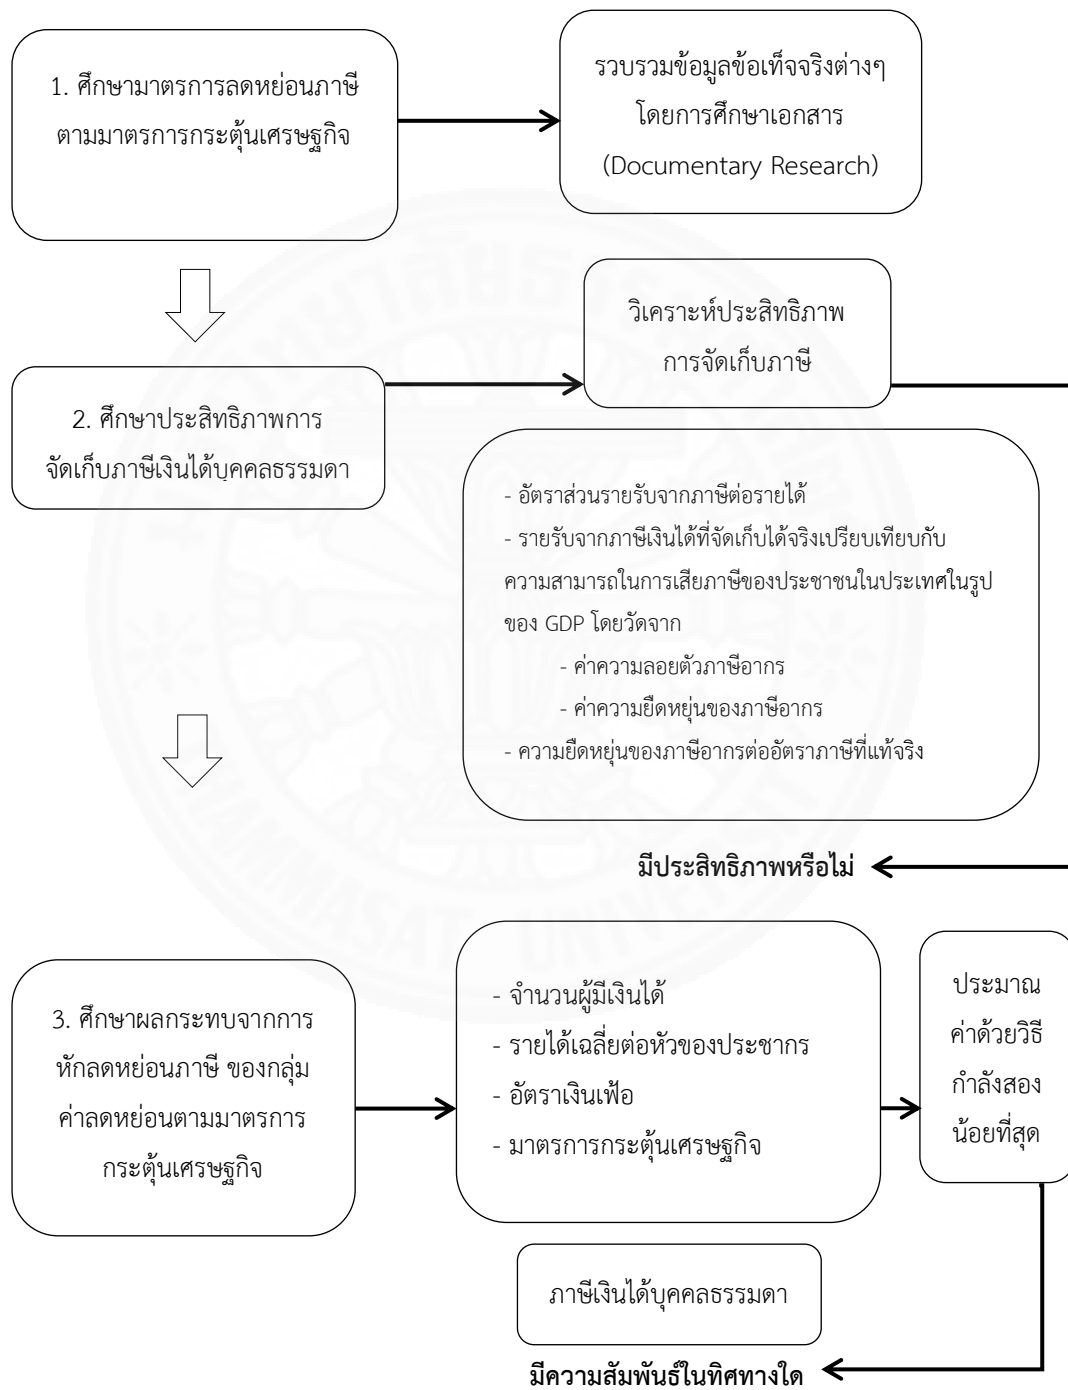 1. ศึกษามาตรการลดหย่อนภาษี
ตามมาตรการกระตุ้นเศรษฐกิจ
รวบรวมข้อมูลข้อเท็จจริงต่างๆ
โดยการศึกษาเอกสาร
(Documentary Research)
2. ศึกษาประสิทธิภาพการ
จัดเก็บภาษีเงินได้บุคคลธรรมดา
วิเคราะห์ประสิทธิภาพ
การจัดเก็บภาษี
- อัตราส่วนรายรับจากภาษีต่อรายได้
- รายรับจากภาษีเงินได้ที่จัดเก็บได้จริงเปรียบเทียบกับ
ความสามารถในการเสียภาษีของประชาชนในประเทศในรูป
ของ GDP โดยวัดจาก
- ค่าความลอยตัวภาษีอากร
- ค่าความยืดหยุ่นของภาษีอากร
- ความยืดหยุ่นของภาษีอากรต่ออัตราภาษีที่แท้จริง
มีประสิทธิภาพหรือไม่
3. ศึกษาผลกระทบจากการ
หักลดหย่อนภาษี ของกลุ่ม
ค่าลดหย่อนตามมาตรการ
กระตุ้นเศรษฐกิจ
- จำนวนผู้มีเงินได้
- รายได้เฉลี่ยต่อหัวของประชากร
- อัตราเงินเฟ้อ
- มาตรการกระตุ้นเศรษฐกิจ
ประมาณ
ค่าด้วยวิธี
กำลังสอง
น้อยที่สุด
ภาษีเงินได้บุคคลธรรมดา
มีความสัมพันธ์ในทิศทางใด